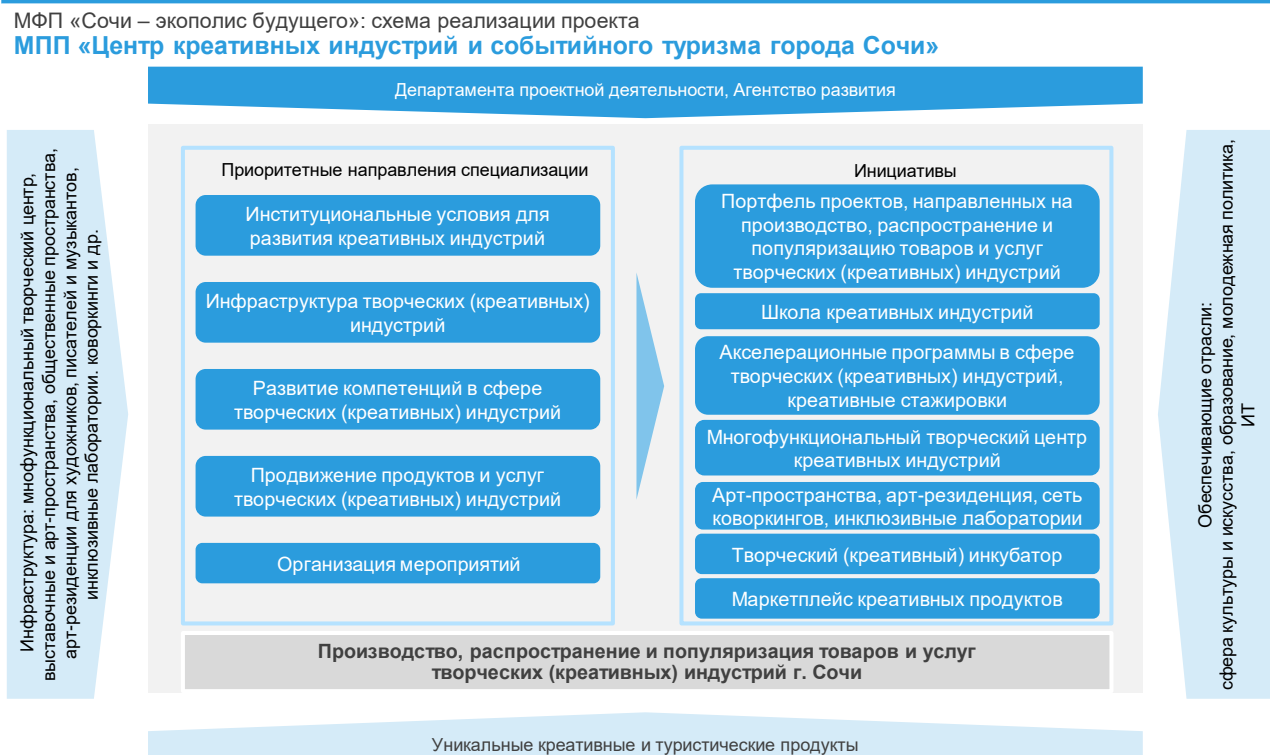 МФП «Сочи – экополис будущего»: схема реализации проекта
МПП «Центр креативных индустрий и событийного туризма города Сочи»
Департамента проектной деятельности, Агентство развития
Инфраструктура: мнофункциональный творческий центр,
выставочные и арт-пространства, общественные пространства,
арт-резиденции для художников, писателей и музыкантов,
инклюзивные лаборатории. коворкинги и др.
Приоритетные направления специализации
Институциональные условия для
развития креативных индустрий
Инфраструктура творческих (креативных)
индустрий
Развитие компетенций в сфере
творческих (креативных) индустрий
Продвижение продуктов и услуг
творческих (креативных) индустрий
Организация мероприятий
Инициативы
Портфель проектов, направленных на
производство, распространение и
популяризацию товаров и услуг
творческих (креативных) индустрий
Школа креативных индустрий
Акселерационные программы в сфере
творческих (креативных) индустрий,
креативные стажировки
Многофункциональный творческий центр
креативных индустрий
Арт-пространства, арт-резиденция, сеть
коворкингов, инклюзивные лаборатории
Творческий (креативный) инкубатор
Маркетплейс креативных продуктов
Обеспечивающие отрасли:
сфера культуры и искусства, образование, молодежная политика,
ИТ
Производство, распространение и популяризация товаров и услуг
творческих (креативных) индустрий г. Сочи
Уникальные креативные и туристические продукты